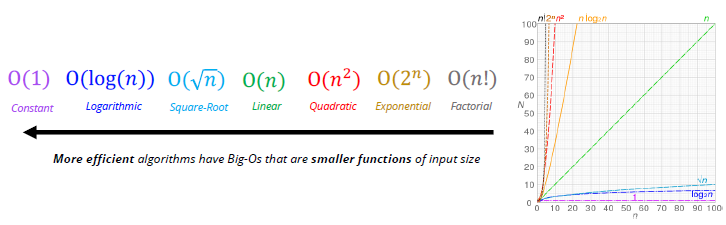 O(1) O(log(n)) O(√n) O(n) O(n²) O(2ⁿ) O(n!)
Constant Logarithmic Square-Root Linear Quadratic Exponential Factorial
More efficient algorithms have Big-Os that are smaller functions of input size
n! 2ⁿ n² n log₂n n
100
90
80
70
60
N
50
40
30
20
10
0
√n
log₂n
1
0 10 20 30 40 50 60 70 80 90 100
n